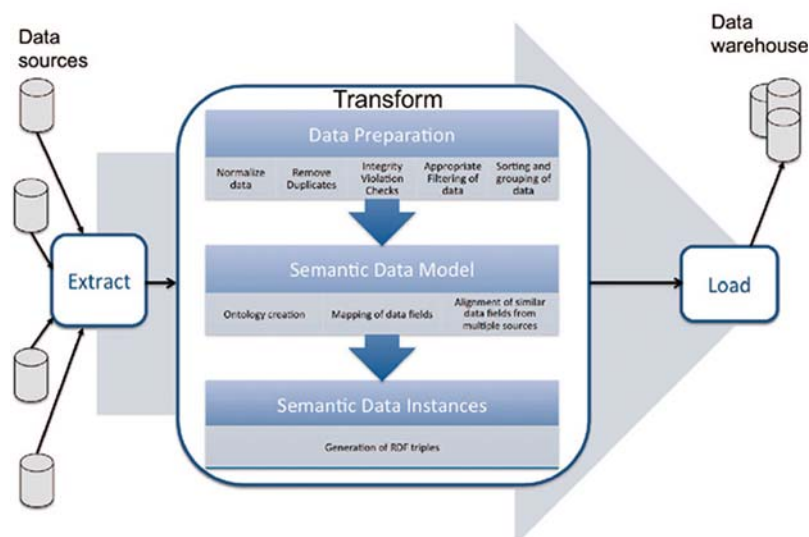 Data
sources
Data
warehouse
Transform
Data Preparation
Normalize
data
Remove
Duplicates
Integrity
Violation
Checks
Appropriate
Filtering of
data
Sorting and
grouping of
data
Extract
Semantic Data Model
Ontology creation
Mapping of data fields
Alignment of similar
data fields from
multiple sources
Load
Semantic Data Instances
Generation of RDF triples